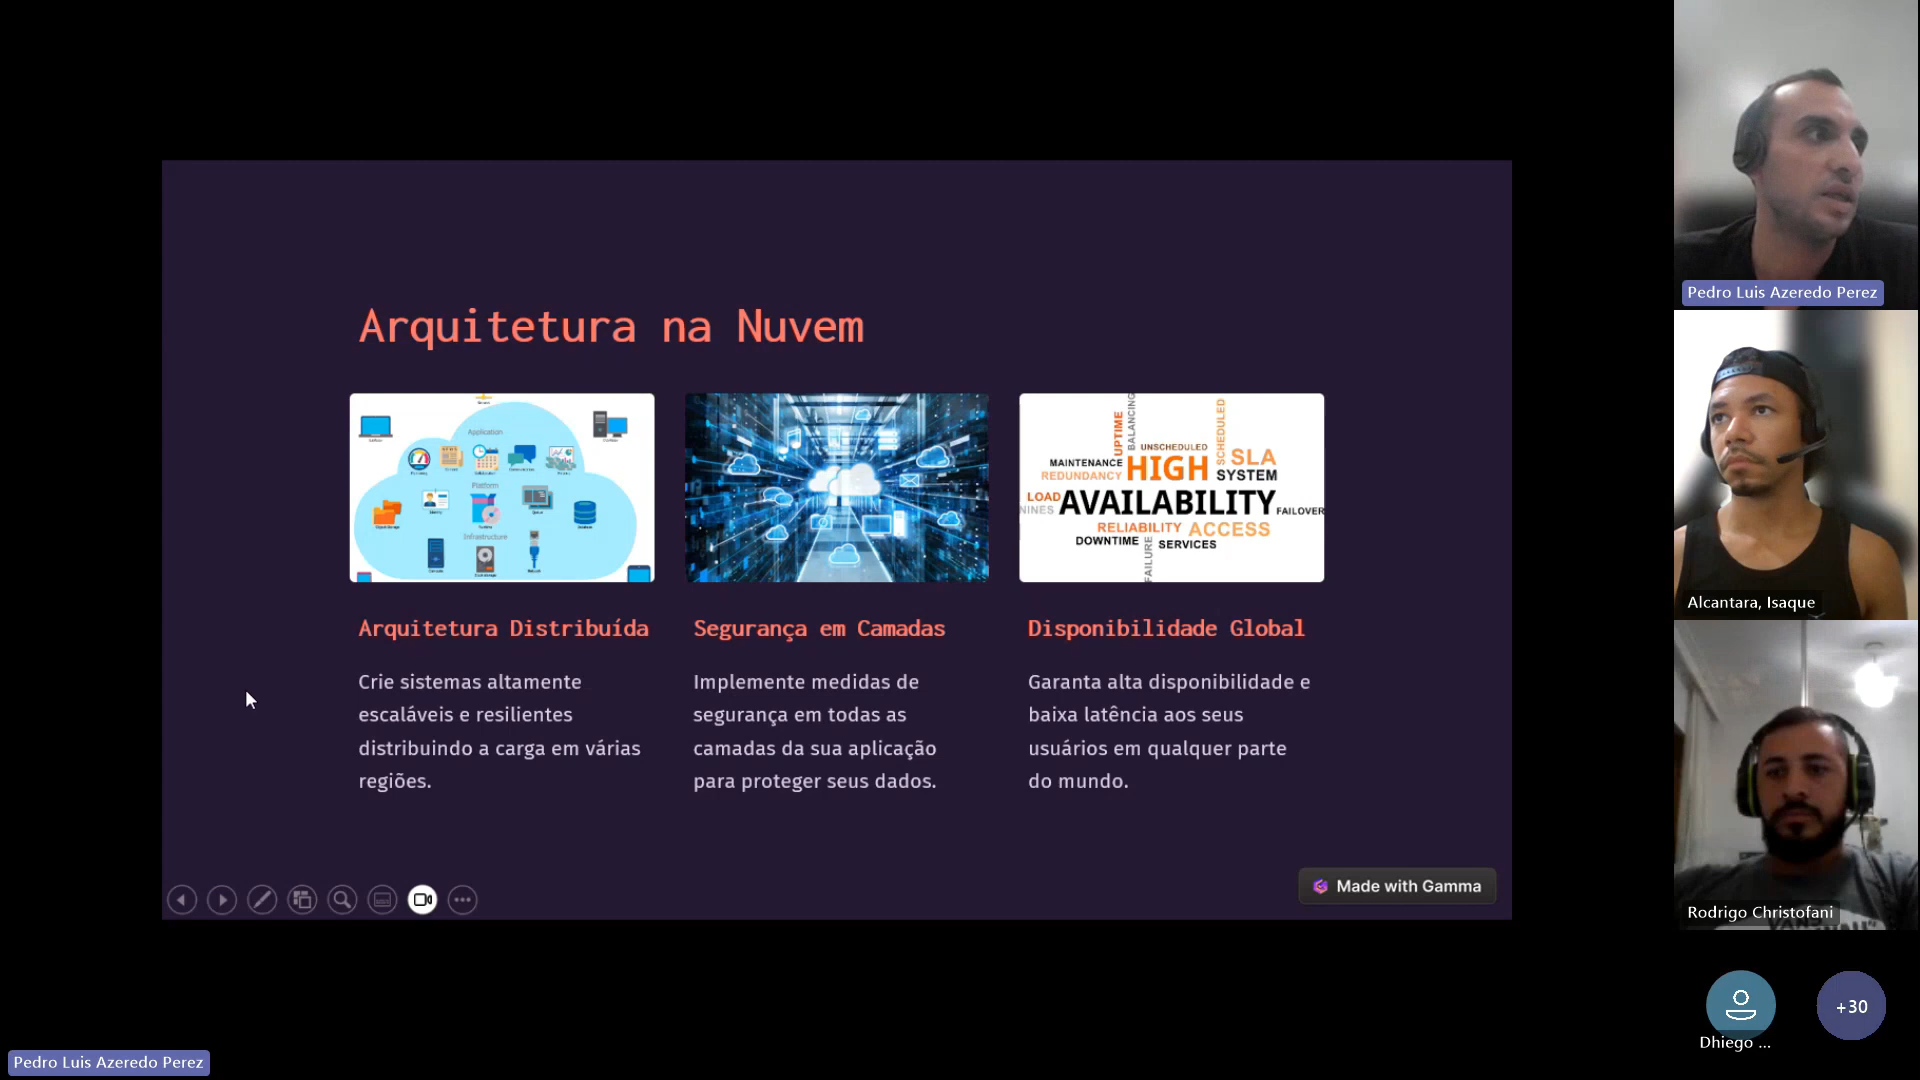 Arquitetura na Nuvem
Application
Platform
Infrastructure
UPTIME
BALANCING
UNSCHEDULED
SCHEDULED
MAINTENANCE
HIGH
SLA
REDUNDANCY
SYSTEM
LOAD
NINES
AVAILABILITY
FAILOVER
RELIABILITY
ACCESS
DOWNTIME
FAILURE
SERVICES
Arquitetura Distribuída
Crie sistemas altamente
escaláveis e resilientes
distribuindo a carga em várias
regiões.
Segurança em Camadas
Implemente medidas de
segurança em todas as
camadas da sua aplicação
para proteger seus dados.
Disponibilidade Global
Garanta alta disponibilidade e
baixa latência aos seus
usuários em qualquer parte
do mundo.
Made with Gamma
Pedro Luis Azeredo Perez
Alcantara, Isaque
Rodrigo Christofani
Dhiego ...
+30
Pedro Luis Azeredo Perez